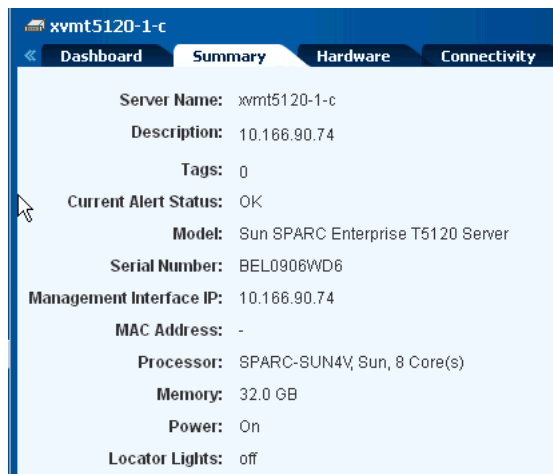 xvmt5120-1-c
« Dashboard Summary Hardware Connectivity
Server Name: xvmt5120-1-c
Description: 10.166.90.74
Tags: 0
Current Alert Status: OK
Model: Sun SPARC Enterprise T5120 Server
Serial Number: BEL0906WD6
Management Interface IP: 10.166.90.74
MAC Address: -
Processor: SPARC-SUN4V, Sun, 8 Core(s)
Memory: 32.0 GB
Power: On
Locator Lights: off